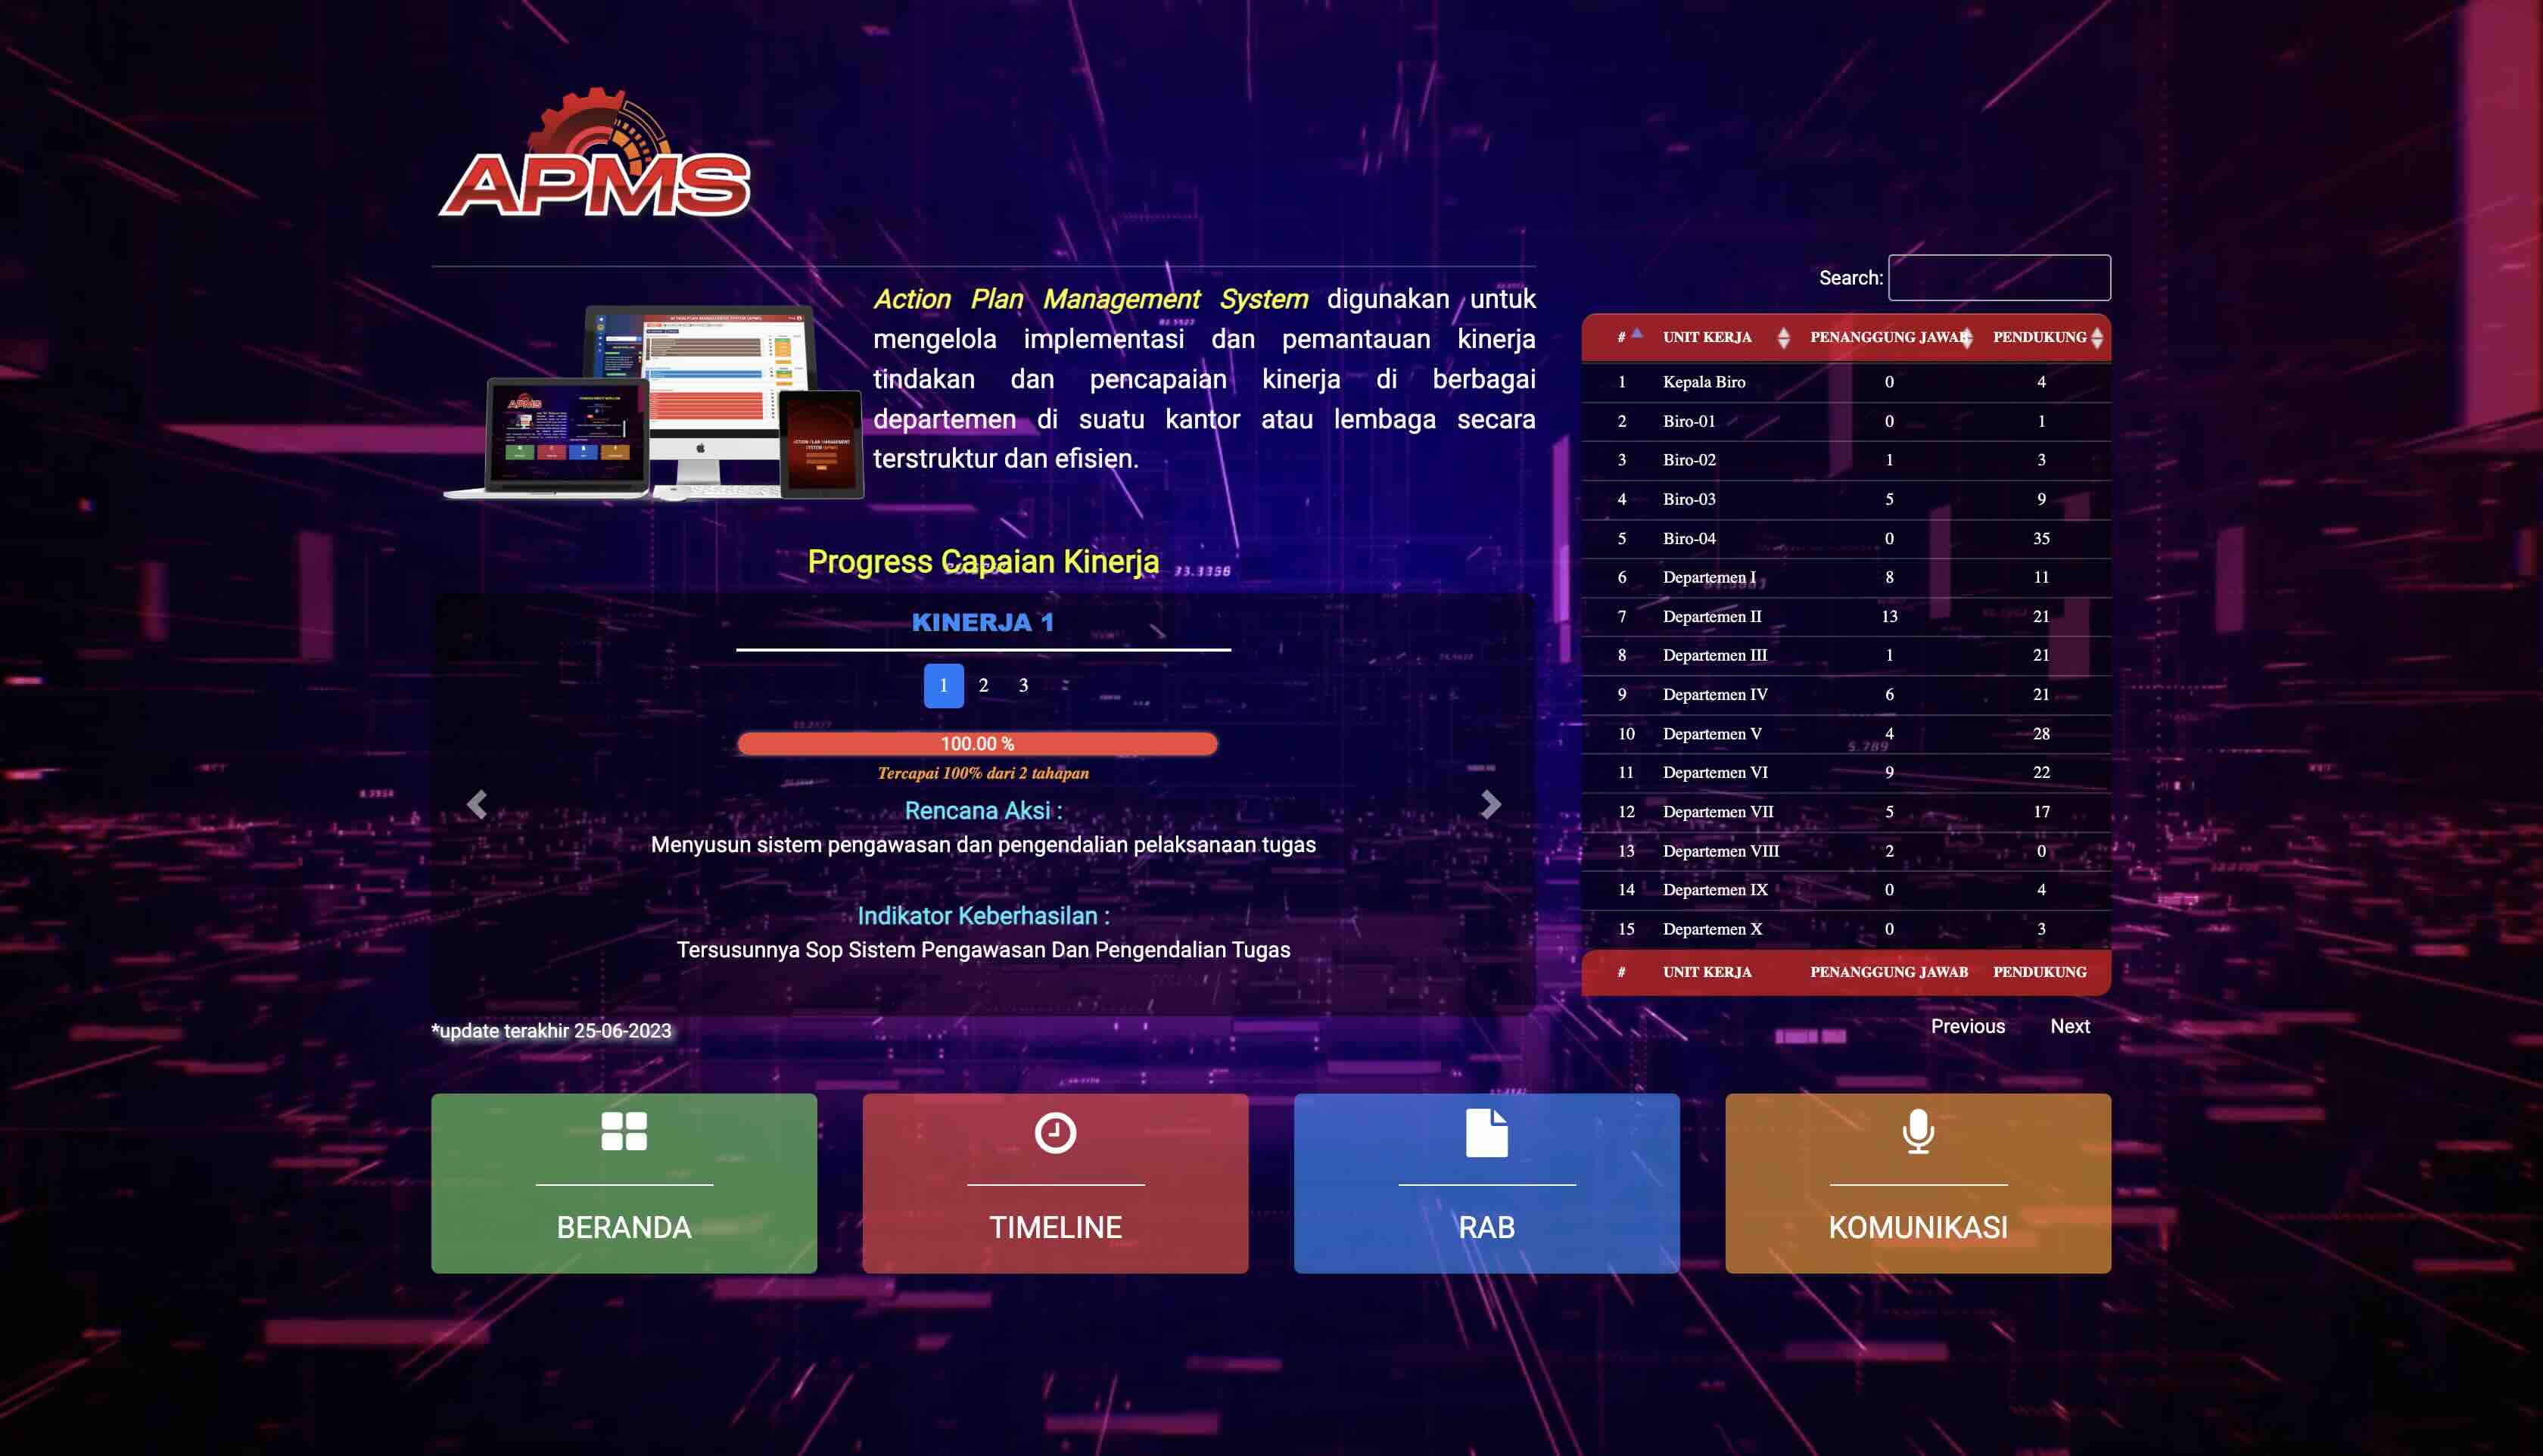 APMS
Action Plan Management System digunakan untuk
mengelola implementasi dan pemantauan kinerja
tindakan dan pencapaian kinerja di berbagai
departemen di suatu kantor atau lembaga secara
terstruktur dan efisien.
Progress Capaian Kinerja
33.3356
KINERJA 1
1 2 3
100.00 %
Tercapai 100% dari 2 tahapan
Rencana Aksi :
Menyusun sistem pengawasan dan pengendalian pelaksanaan tugas
Indikator Keberhasilan :
Tersusunnya Sop Sistem Pengawasan Dan Pengendalian Tugas
*update terakhir 25-06-2023
Search:
# UNIT KERJA PENANGGUNG JAWAB PENDUKUNG
1 Kepala Biro 0 4
2 Biro-01 0 1
3 Biro-02 1 3
4 Biro-03 5 9
5 Biro-04 0 35
6 Departemen I 8 11
7 Departemen II 13 21
8 Departemen III 1 21
9 Departemen IV 6 21
10 Departemen V 4 28
5.789
11 Departemen VI 9 22
12 Departemen VII 5 17
13 Departemen VIII 2 0
14 Departemen IX 0 4
15 Departemen X 0 3
# UNIT KERJA PENANGGUNG JAWAB PENDUKUNG
Previous Next
BERANDA
TIMELINE
RAB
KOMUNIKASI